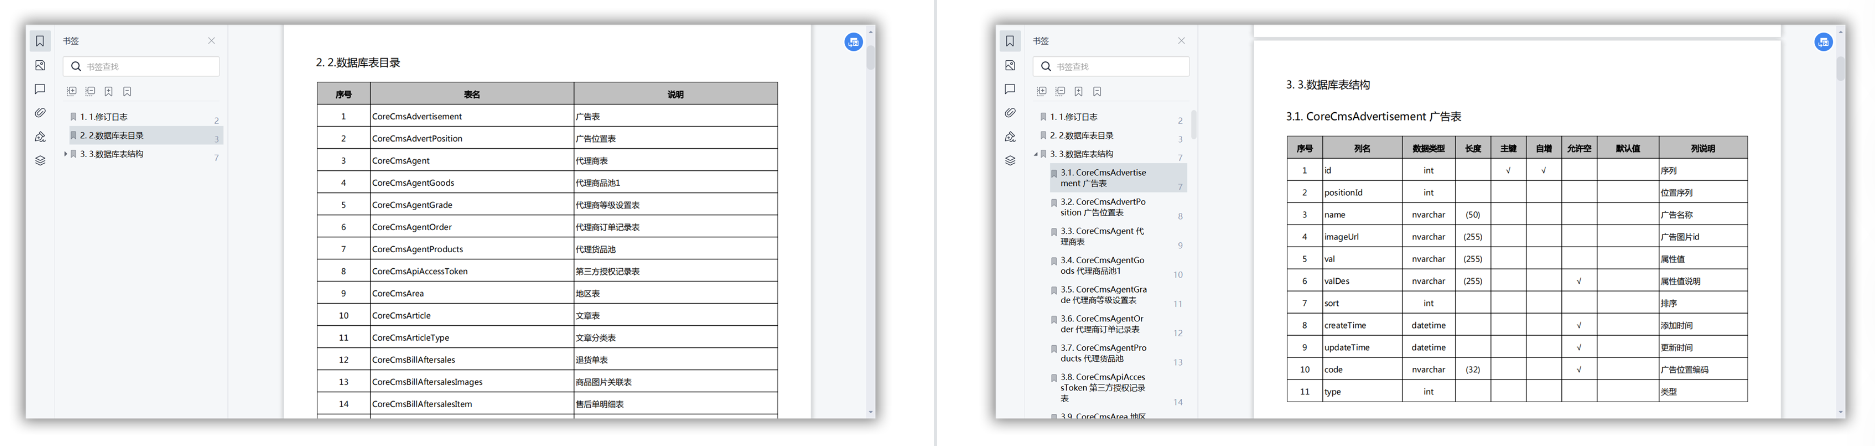 书签
书签查找
1. 1.修订日志 2
2. 2.数据库表目录 3
3. 3.数据库表结构 7
2. 2.数据库表目录
序号 表名 说明
1 CoreCmsAdvertisement 广告表
2 CoreCmsAdvertPosition 广告位置表
3 CoreCmsAgent 代理商表
4 CoreCmsAgentGoods 代理商品池1
5 CoreCmsAgentGrade 代理商等级设置表
6 CoreCmsAgentOrder 代理商订单记录表
7 CoreCmsAgentProducts 代理货品池
8 CoreCmsApiAccessToken 第三方授权记录表
9 CoreCmsArea 地区表
10 CoreCmsArticle 文章表
11 CoreCmsArticleType 文章分类表
12 CoreCmsBillAftersales 退货单表
13 CoreCmsBillAftersalesImages 商品图片关联表
14 CoreCmsBillAftersalesItem 售后单明细表
书签
书签查找
1. 1.修订日志 2
2. 2.数据库表目录 3
3. 3.数据库表结构 7
3.1. CoreCmsAdvertise
ment 广告表 7
3.2. CoreCmsAdvertPo
sition 广告位置表 8
3.3. CoreCmsAgent 代
理商表 9
3.4. CoreCmsAgentGo
ods 代理商品池1 10
3.5. CoreCmsAgentGra
de 代理商等级设置表 11
3.6. CoreCmsAgentOr
der 代理商订单记录表 12
3.7. CoreCmsAgentPro
ducts 代理货品池 13
3.8. CoreCmsApiAcces
sToken 第三方授权记录
表 14
3.9. CoreCmsArea 地区
3. 3.数据库表结构
3.1. CoreCmsAdvertisement 广告表
序号 列名 数据类型 长度 主键 自增 允许空 默认值 列说明
1 id int √ √ 序列
2 positionId int 位置序列
3 name nvarchar (50) 广告名称
4 imageUrl nvarchar (255) 广告图片id
5 val nvarchar (255) 属性值
6 valDes nvarchar (255) √ 属性值说明
7 sort int 排序
8 createTime datetime √ 添加时间
9 updateTime datetime √ 更新时间
10 code nvarchar (32) √ 广告位置编码
11 type int 类型